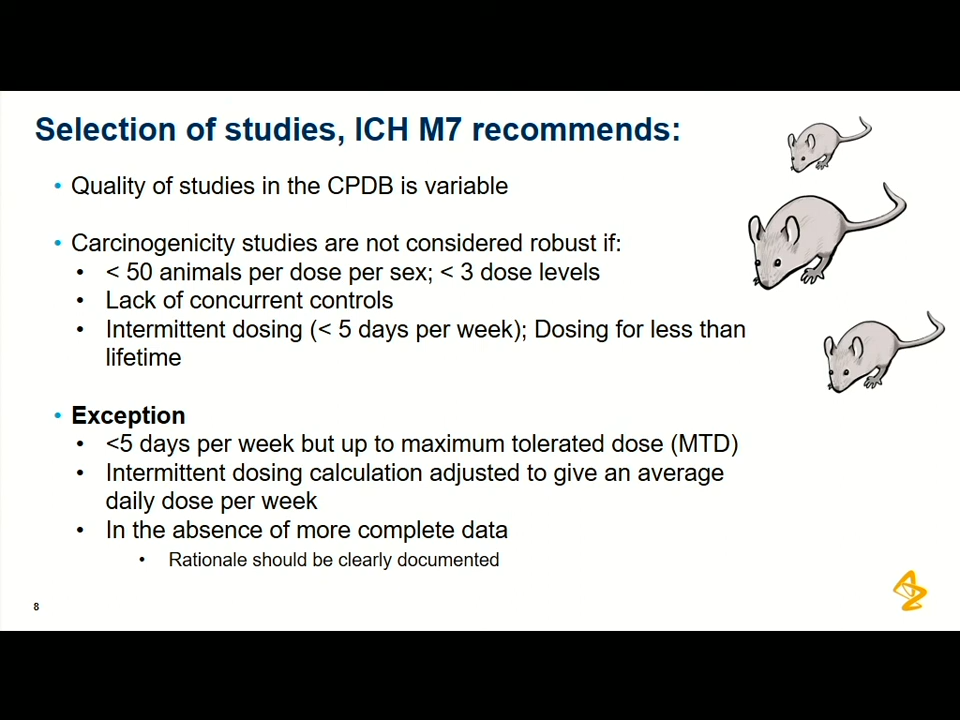 Selection of studies, ICH M7 recommends:
• Quality of studies in the CPDB is variable
• Carcinogenicity studies are not considered robust if:
• < 50 animals per dose per sex; < 3 dose levels
• Lack of concurrent controls
• Intermittent dosing (< 5 days per week); Dosing for less than
lifetime
• Exception
• <5 days per week but up to maximum tolerated dose (MTD)
• Intermittent dosing calculation adjusted to give an average
daily dose per week
• In the absence of more complete data
• Rationale should be clearly documented
8